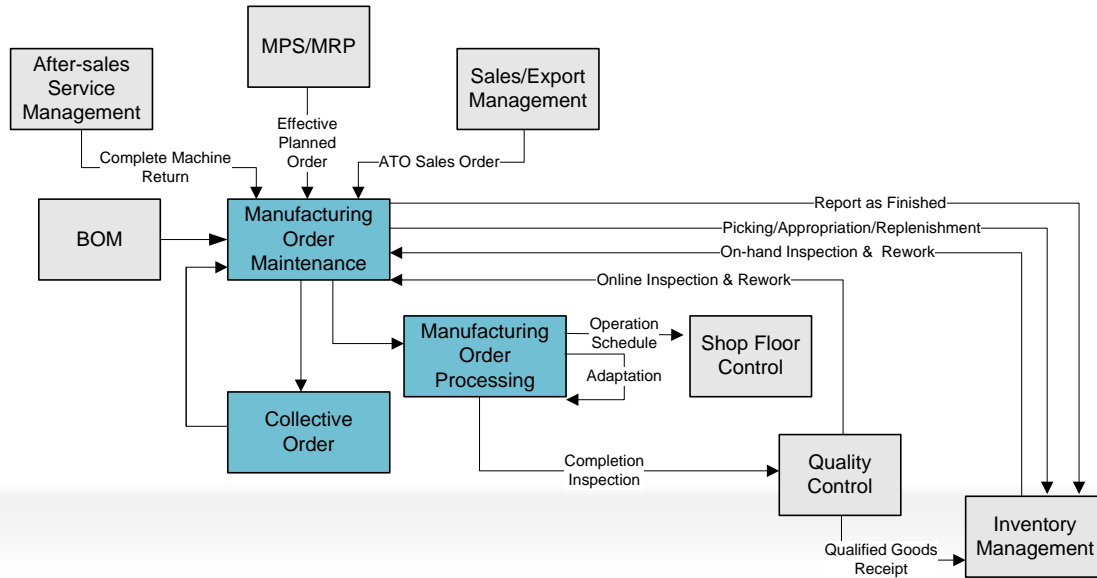 MPS/MRP
After-sales
Service
Management
Sales/Export
Management
Effective
Planned
Order
Complete Machine
Return
ATO Sales Order
BOM
Manufacturing
Order
Maintenance
Report as Finished
Picking/Appropriation/Replenishment
On-hand Inspection & Rework
Online Inspection & Rework
Manufacturing
Order
Processing
Operation
Schedule
Adaptation
Shop Floor
Control
Collective
Order
Completion
Inspection
Quality
Control
Qualified Goods
Receipt
Inventory
Management